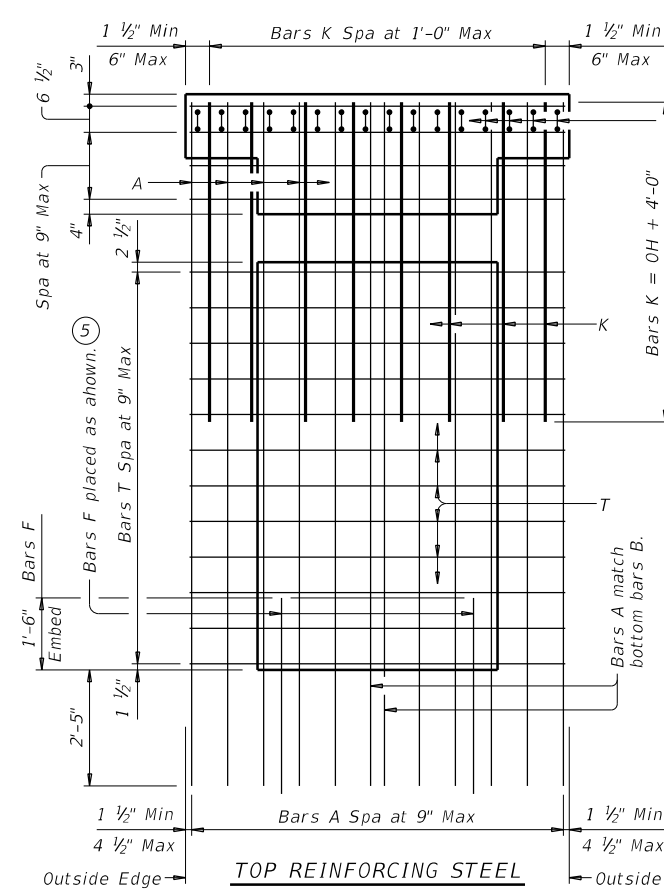 1 ½" Min
6" Max
Bars K Spa at 1'-0" Max
1 ½" Min
6" Max
6 ½"
3"
A
Spa at 9" Max
4"
2 ½"
Bars K = OH + 4'-0"
K
5
Bars F placed as ahown.
Bars T Spa at 9" Max
T
Bars F
1'-6"
Embed
Bars A match
bottom bars B.
2'-5"
1 ½"
1 ½" Min
4 ½" Max
Bars A Spa at 9" Max
1 ½" Min
4 ½" Max
Outside Edge
TOP REINFORCING STEEL
Outside